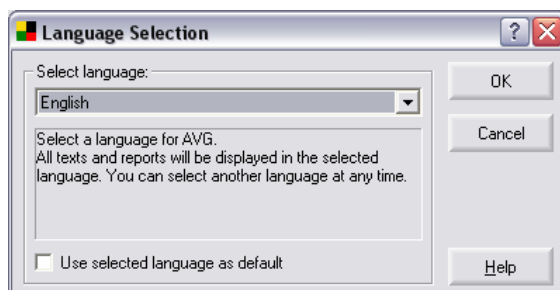 Language Selection
Select language:
English
Select a language for AVG.
All texts and reports will be displayed in the selected
language. You can select another language at any time.
Use selected language as default
OK
Cancel
Help